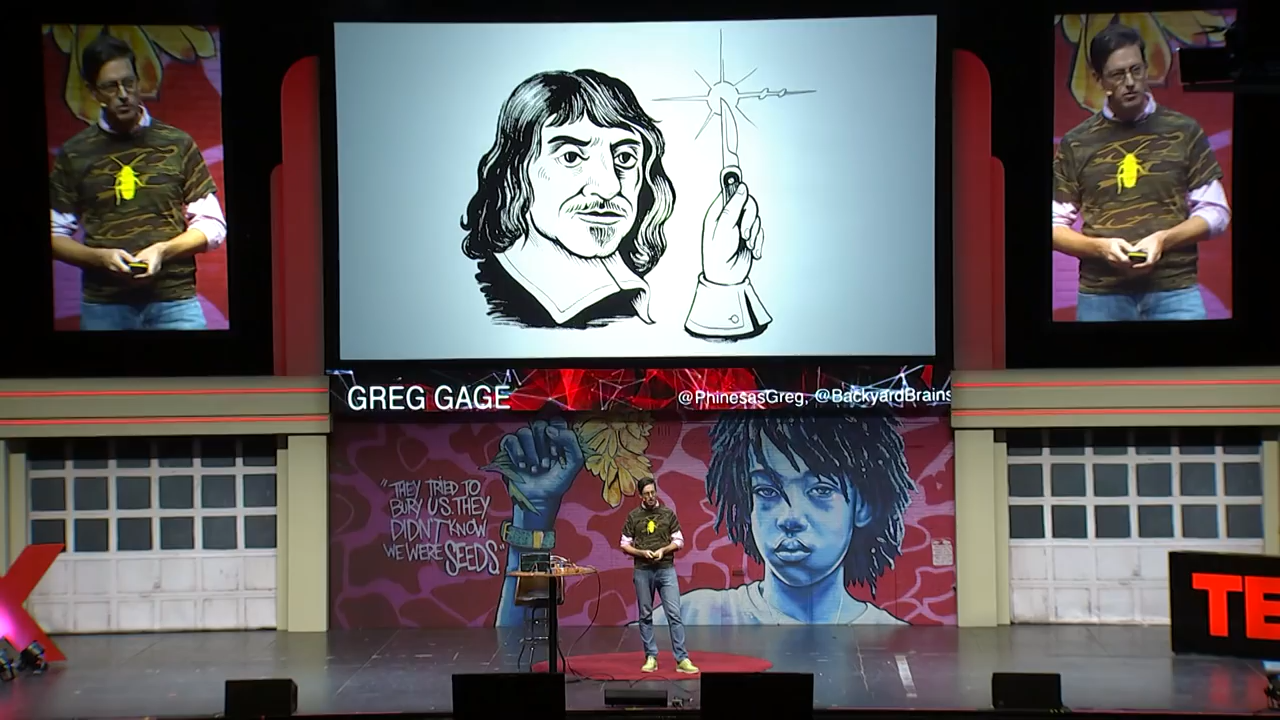 GREG GAGE
@PhinesasGreg, @BackyardBrains
"THEY TRIED TO
BURY US. THEY
DIDN'T KNOW
WE WERE SEEDS"
X
TE